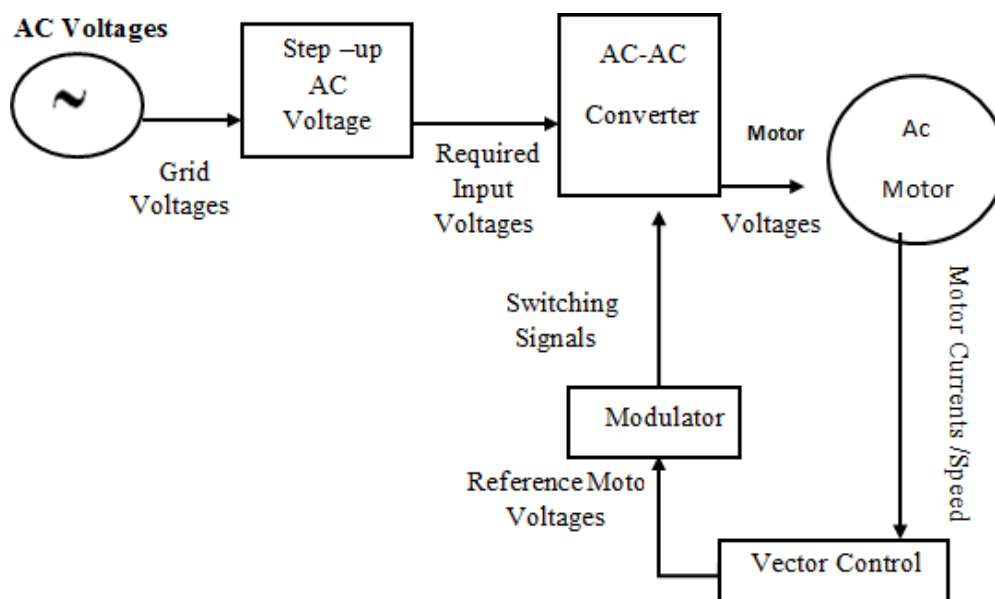 AC Voltages
~
Step –up
AC
Voltage
AC-AC
Converter
Ac
Motor
Grid
Voltages
Required
Input
Voltages
Motor
Voltages
Switching
Signals
Motor Currents /Speed
Modulator
Reference Moto
Voltages
Vector Control